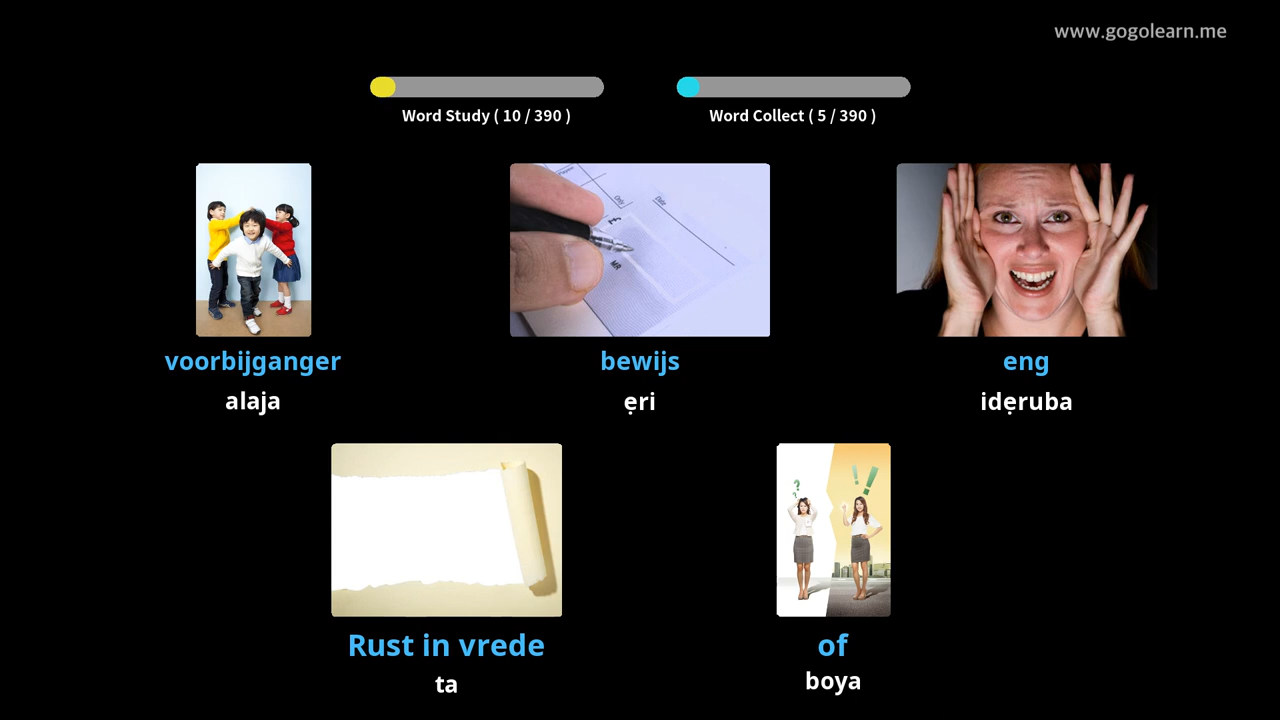 www.gogolearn.me
Word Study ( 10 / 390 )
Word Collect ( 5 / 390 )
voorbijganger
bewijs
eng
alaja
ẹri
idẹruba
Rust in vrede
of
ta
boya